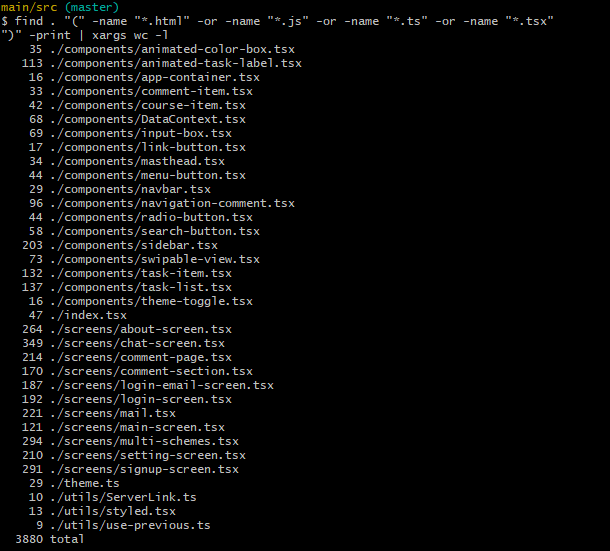 main/src (master)
$ find . "(" -name "*.html" -or -name "*.js" -or -name "*.ts" -or -name "*.tsx"
")" -print | xargs wc -l
35 ./components/animated-color-box.tsx
113 ./components/animated-task-label.tsx
16 ./components/app-container.tsx
33 ./components/comment-item.tsx
42 ./components/course-item.tsx
68 ./components/DataContext.tsx
69 ./components/input-box.tsx
17 ./components/link-button.tsx
34 ./components/masthead.tsx
44 ./components/menu-button.tsx
29 ./components/navbar.tsx
96 ./components/navigation-comment.tsx
44 ./components/radio-button.tsx
58 ./components/search-button.tsx
203 ./components/sidebar.tsx
73 ./components/swipable-view.tsx
132 ./components/task-item.tsx
137 ./components/task-list.tsx
16 ./components/theme-toggle.tsx
47 ./index.tsx
264 ./screens/about-screen.tsx
349 ./screens/chat-screen.tsx
214 ./screens/comment-page.tsx
170 ./screens/comment-section.tsx
187 ./screens/login-email-screen.tsx
192 ./screens/login-screen.tsx
221 ./screens/mail.tsx
121 ./screens/main-screen.tsx
294 ./screens/multi-schemes.tsx
210 ./screens/setting-screen.tsx
291 ./screens/signup-screen.tsx
29 ./theme.ts
10 ./utils/ServerLink.ts
13 ./utils/styled.tsx
9 ./utils/use-previous.ts
3880 total